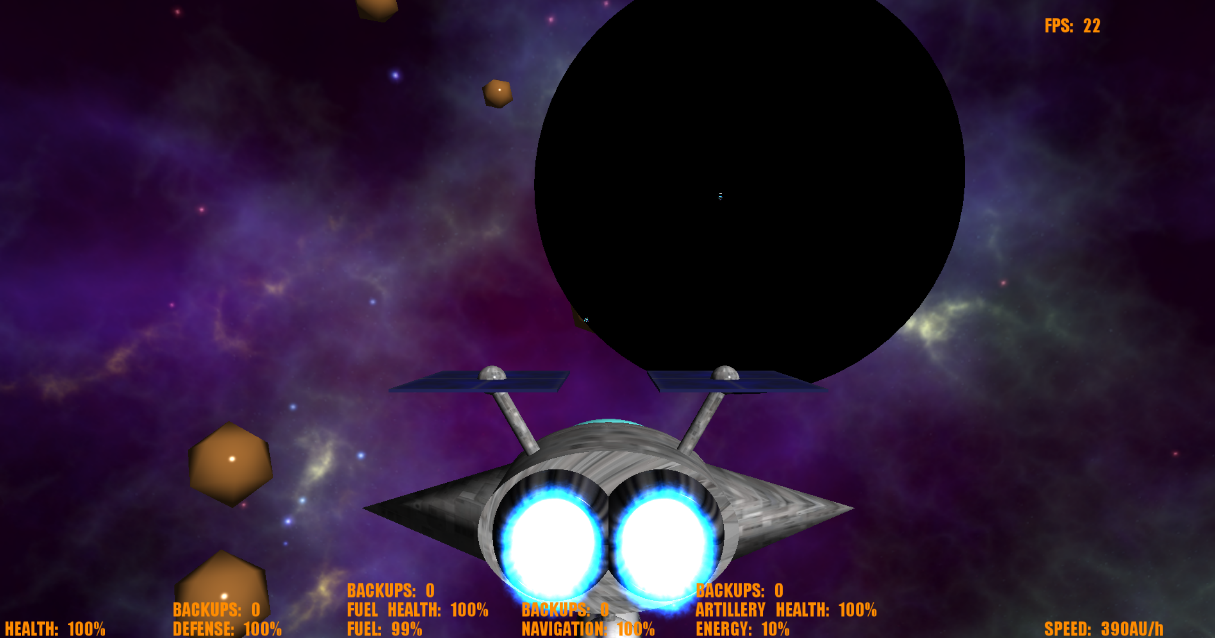 FPS: 22
HEALTH: 100%
BACKUPS: 0
DEFENSE: 100%
BACKUPS: 0
FUEL HEALTH: 100%
FUEL: 99%
BACKUPS: 0
NAVIGATION: 100%
BACKUPS: 0
ARTILLERY HEALTH: 100%
ENERGY: 10%
SPEED: 390AU/h